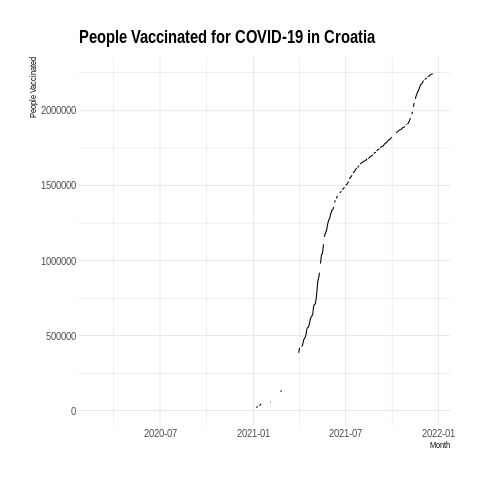 People Vaccinated for COVID-19 in Croatia
People Vaccinated
2000000
1500000
1000000
500000
0
2020-07 2021-01 2021-07 2022-01
Month